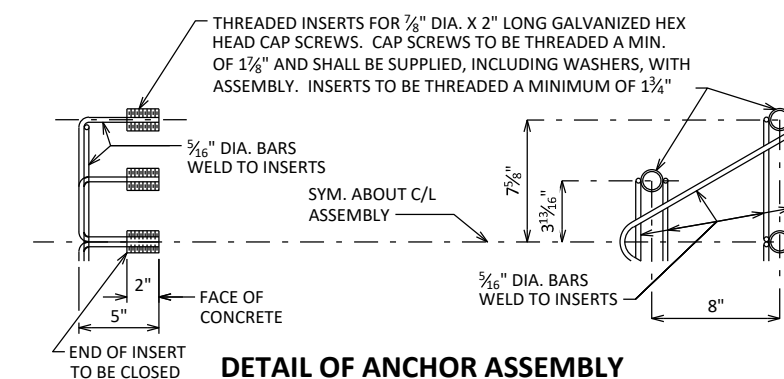 THREADED INSERTS FOR ⅞" DIA. X 2" LONG GALVANIZED HEX
HEAD CAP SCREWS. CAP SCREWS TO BE THREADED A MIN.
OF 1⅞" AND SHALL BE SUPPLIED, INCLUDING WASHERS, WITH
ASSEMBLY. INSERTS TO BE THREADED A MINIMUM OF 1¾"
5⁄16" DIA. BARS
WELD TO INSERTS
SYM. ABOUT C/L
ASSEMBLY
7⅝"
3 13⁄16"
5⁄16" DIA. BARS
WELD TO INSERTS
8"
2"
5"
FACE OF
CONCRETE
END OF INSERT
TO BE CLOSED
DETAIL OF ANCHOR ASSEMBLY